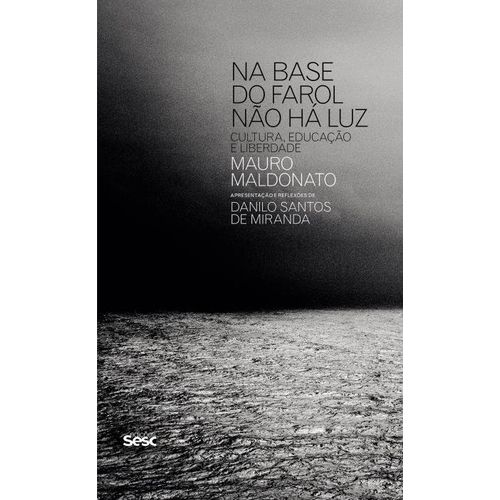 NA BASE
DO FAROL
NÃO HÁ LUZ
CULTURA, EDUCAÇÃO
E LIBERDADE
MAURO
MALDONATO
APRESENTAÇÃO E REFLEXÕES DE
DANILO SANTOS
DE MIRANDA
Sesc